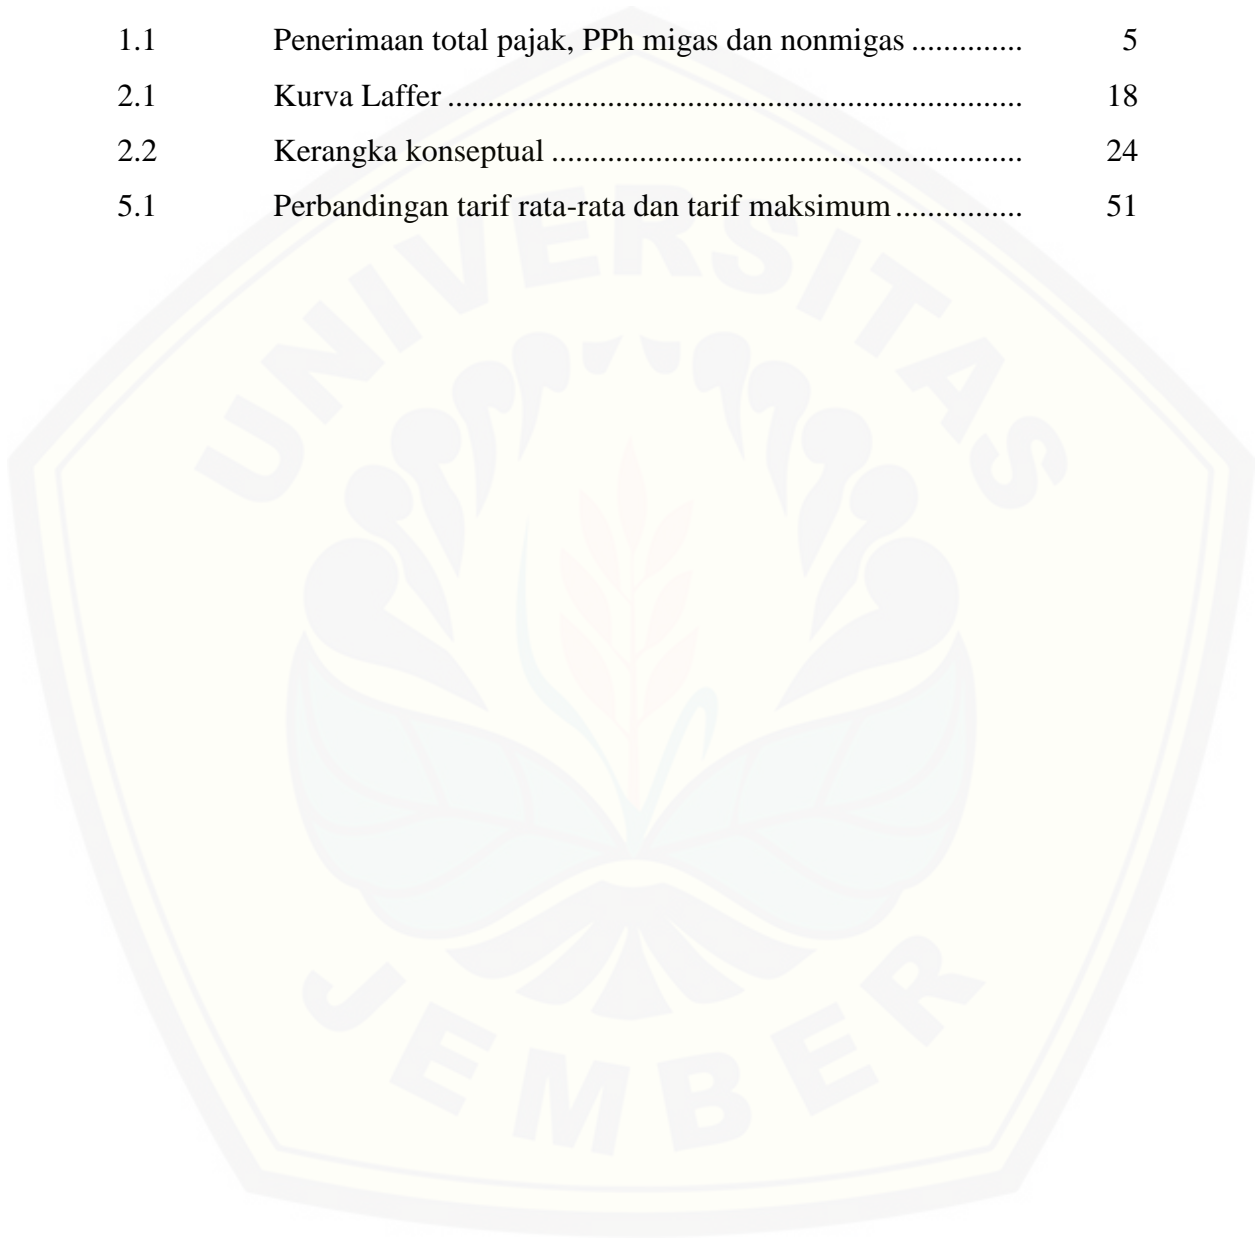 1.1 Penerimaan total pajak, PPh migas dan nonmigas .............. 5
2.1 Kurva Laffer ........................................................................ 18
2.2 Kerangka konseptual ........................................................... 24
5.1 Perbandingan tarif rata-rata dan tarif maksimum ................ 51
UNIVERSITAS
JEMBER